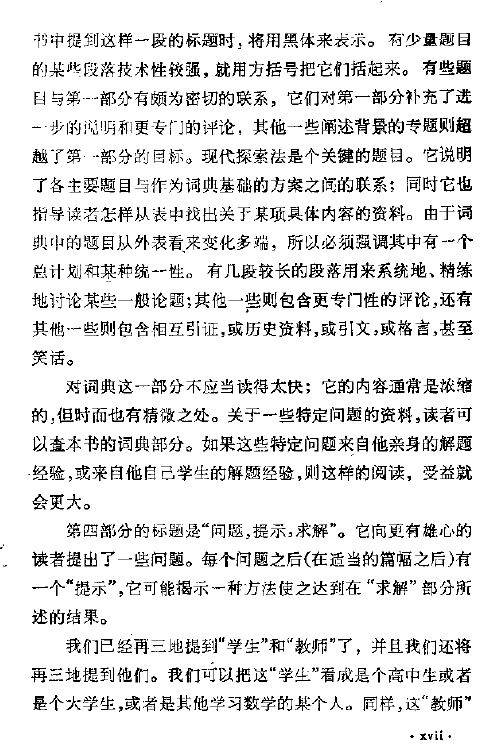 书中提到这样一段的标题时，将用黑体来表示。有少量题目
的某些段落技术性较强，就用方括号把它们括起来。有些题
目与第一部分有颇为密切的联系，它们对第一部分补充了进
一步的说明和更专门的评论，其他一些阐述背景的专题则超
越了第一部分的目标。现代探索法是个关键的题目。它说明
了各主要题目与作为词典基础的方案之间的联系；同时它也
指导读者怎样从表中找出关于某项具体内容的资料。由于词
典中的题目从外表看来变化多端，所以必须强调其中有一个
总计划和某种统一性。有几段较长的段落用来系统地、精练
地讨论某些一般论题；其他一些则包含更专门性的评论，还有
其他一些则包含相互引证，或历史资料，或引文，或格言，甚至
笑话。
对词典这一部分不应当读得太快；它的内容通常是浓缩
的，但时而也有精微之处。关于一些特定问题的资料，读者可
以查本书的词典部分。如果这些特定问题来自他亲身的解题
经验，或来自他自己学生的解题经验，则这样的阅读，受益就
会更大。
第四部分的标题是“问题，提示，求解”。它向更有雄心的
读者提出了一些问题。每个问题之后（在适当的篇幅之后）有
一个“提示”，它可能揭示一种方法使之达到在“求解”部分所
述的结果。
我们已经再三地提到“学生”和“教师”了，并且我们还将
再三地提到他们。我们可以把这“学生”看成是个高中生或者
是个大学生，或者是其他学习数学的某个人。同样，这“教师”
· xvii ·